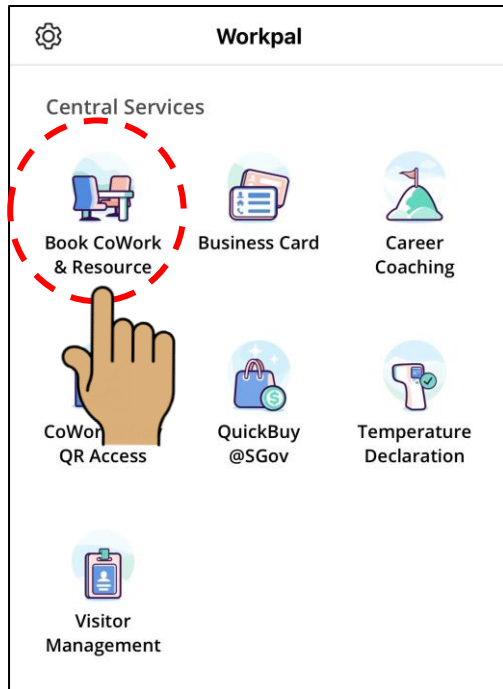 Workpal
Central Services
Book CoWork
& Resource
Business Card
Career
Coaching
QR Access
QuickBuy
@SGov
Temperature
Declaration
Visitor
Management